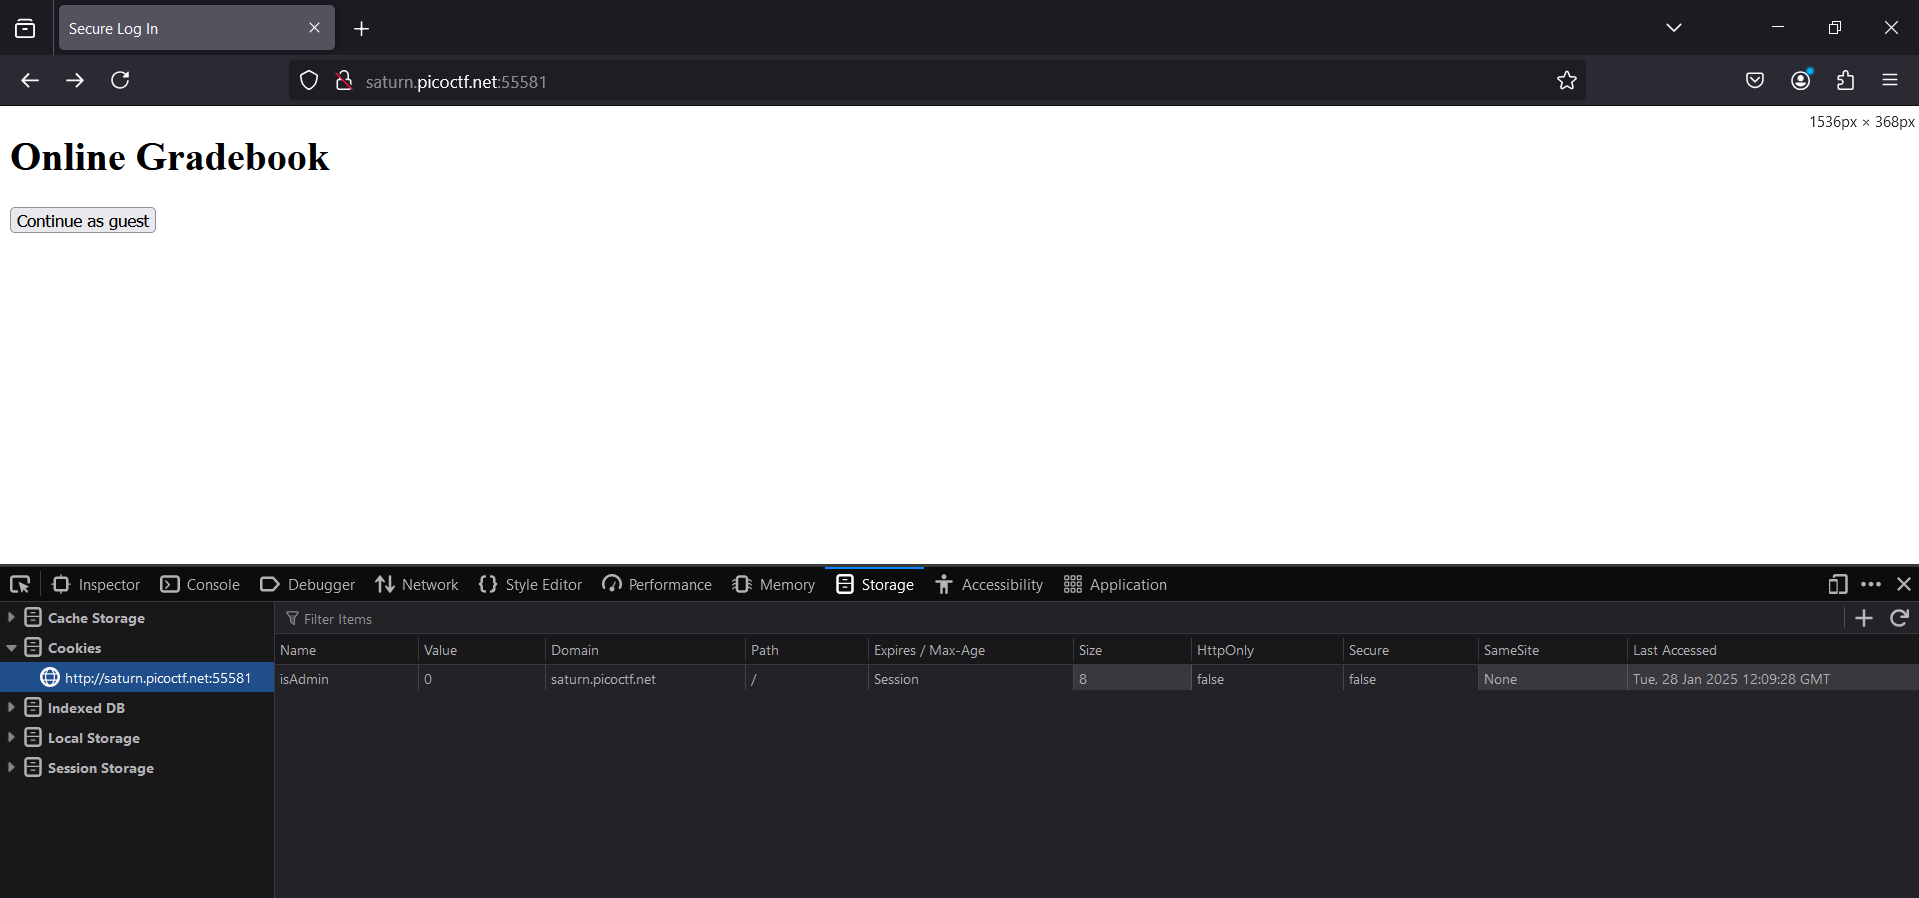 Secure Log In
saturn.picoctf.net:55581
1536px × 368px
Online Gradebook
Continue as guest
Inspector Console Debugger Network Style Editor Performance Memory Storage Accessibility Application
Cache Storage
Filter Items
Cookies
Name Value Domain Path Expires / Max-Age Size HttpOnly Secure SameSite Last Accessed
http://saturn.picoctf.net:55581
isAdmin 0 saturn.picoctf.net / Session 8 false false None Tue, 28 Jan 2025 12:09:28 GMT
Indexed DB
Local Storage
Session Storage